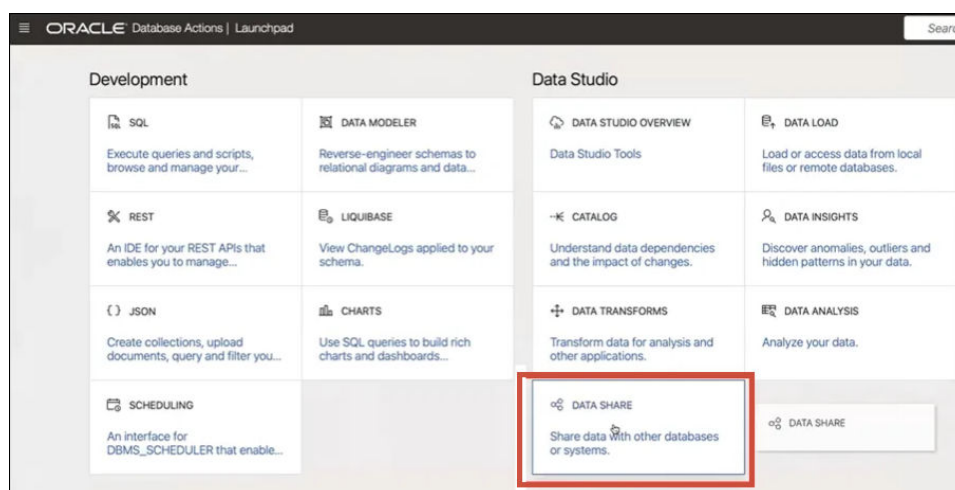 ORACLE Database Actions | Launchpad
Development
SQL
Execute queries and scripts,
browse and manage your...
DATA MODELER
Reverse-engineer schemas to
relational diagrams and data...
REST
An IDE for your REST APIs that
enables you to manage...
LIQUIBASE
View ChangeLogs applied to your
schema.
JSON
Create collections, upload
documents, query and filter you...
CHARTS
Use SQL queries to build rich
charts and dashboards...
SCHEDULING
An interface for
DBMS_SCHEDULER that enable...
Data Studio
DATA STUDIO OVERVIEW
Data Studio Tools
DATA LOAD
Load or access data from local
files or remote databases.
CATALOG
Understand data dependencies
and the impact of changes.
DATA INSIGHTS
Discover anomalies, outliers and
hidden patterns in your data.
DATA TRANSFORMS
Transform data for analysis and
other applications.
DATA ANALYSIS
Analyze your data.
DATA SHARE
Share data with other databases
or systems.
DATA SHARE